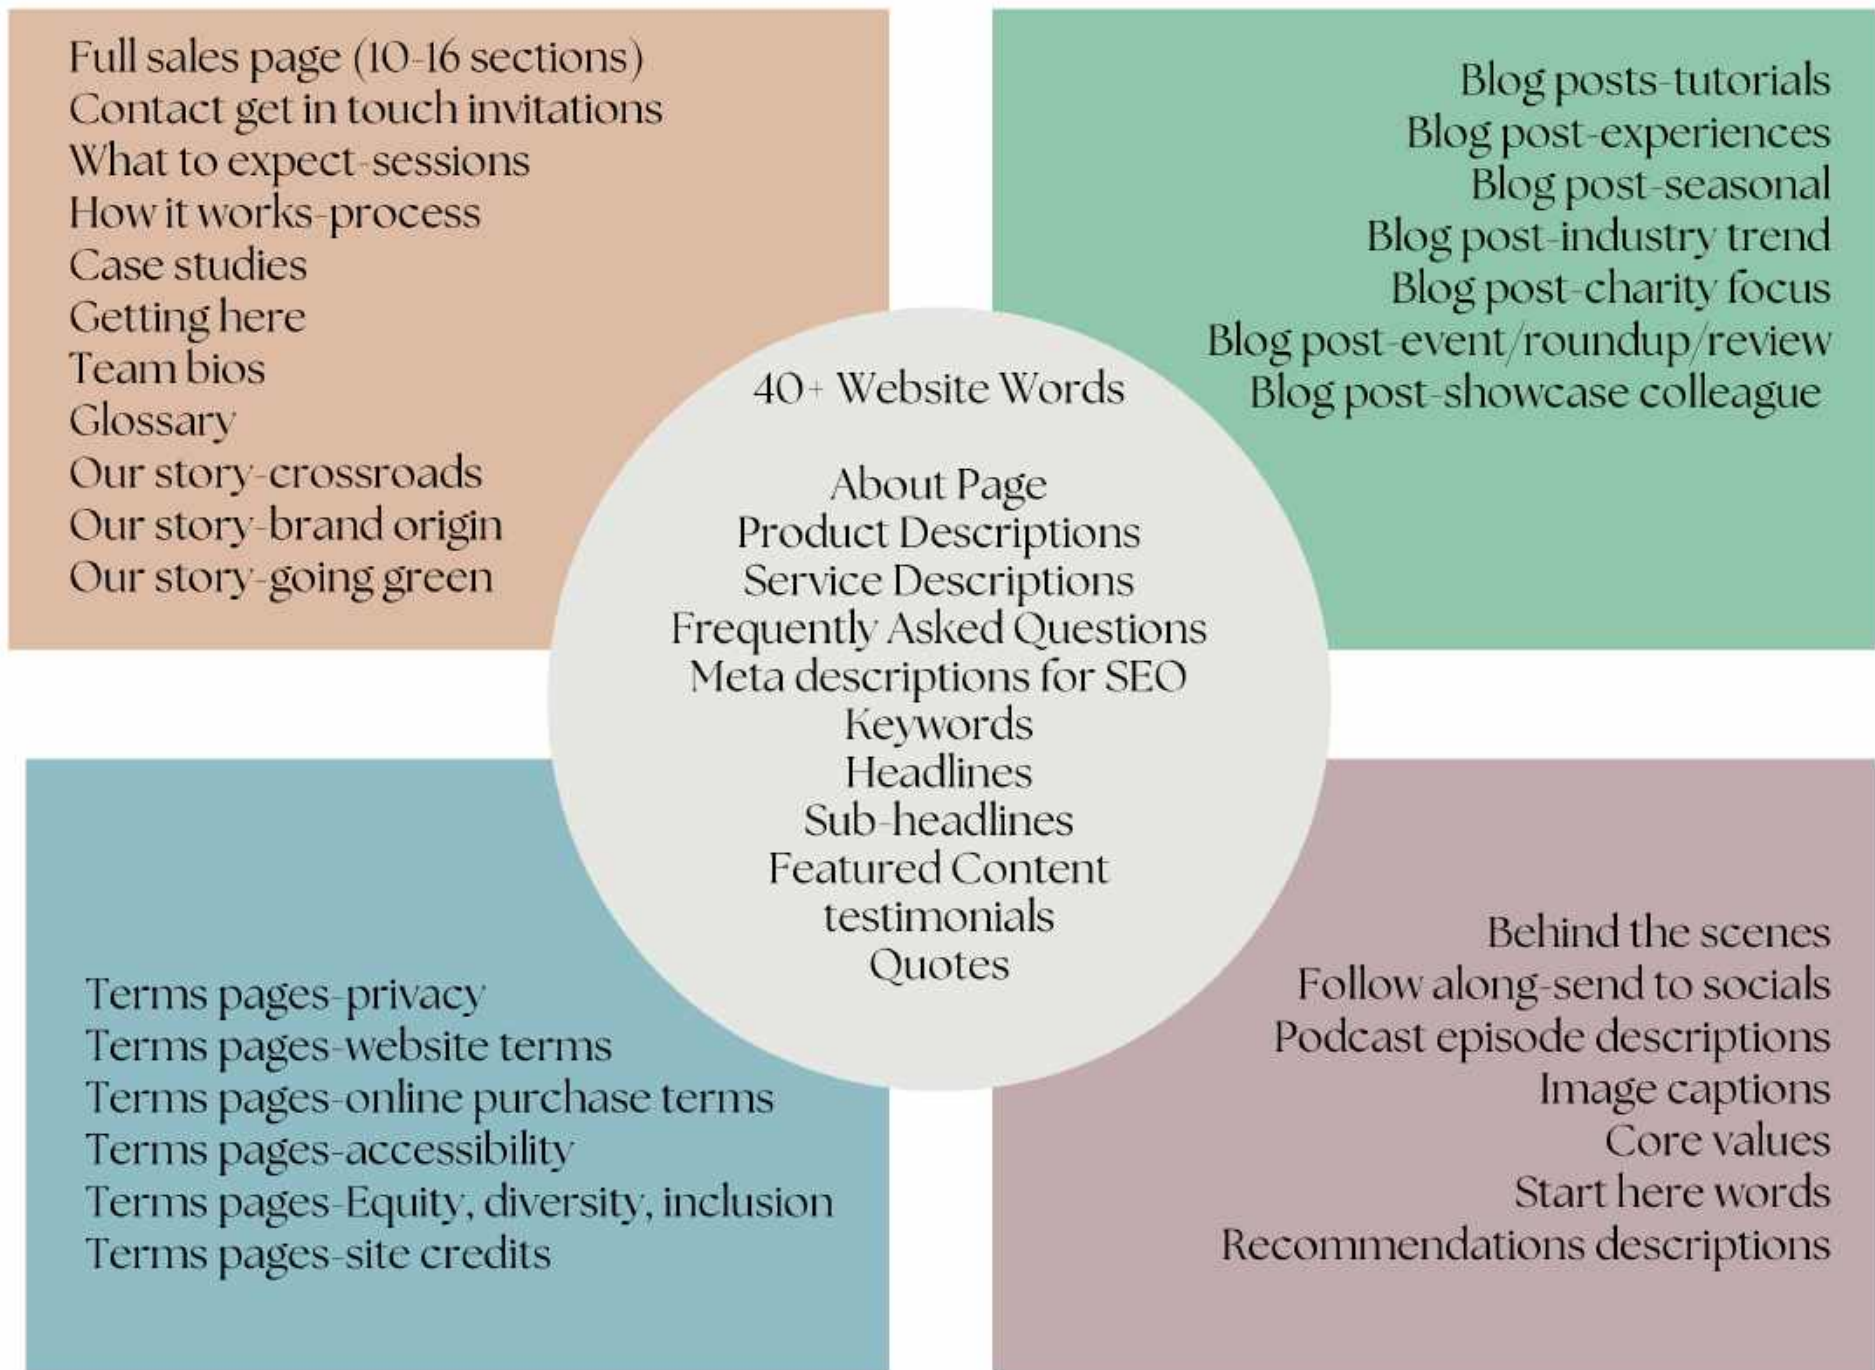 Full sales page (10-16 sections)
Contact get in touch invitations
What to expect-sessions
How it works-process
Case studies
Getting here
Team bios
Glossary
Our story-crossroads
Our story-brand origin
Our story-going green
Blog posts-tutorials
Blog post-experiences
Blog post-seasonal
Blog post-industry trend
Blog post-charity focus
Blog post-event/roundup/review
Blog post-showcase colleague
40+ Website Words
About Page
Product Descriptions
Service Descriptions
Frequently Asked Questions
Meta descriptions for SEO
Keywords
Headlines
Sub-headlines
Featured Content
testimonials
Quotes
Terms pages-privacy
Terms pages-website terms
Terms pages-online purchase terms
Terms pages-accessibility
Terms pages-Equity, diversity, inclusion
Terms pages-site credits
Behind the scenes
Follow along-send to socials
Podcast episode descriptions
Image captions
Core values
Start here words
Recommendations descriptions